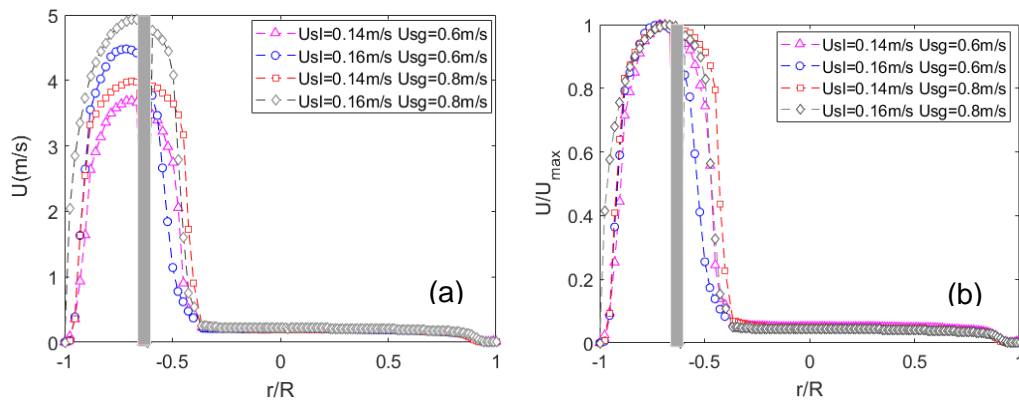 5
4
3
2
1
0
U(m/s)
-1
-0.5
0
0.5
1
r/R
Usl=0.14m/s Usg=0.6m/s
Usl=0.16m/s Usg=0.6m/s
Usl=0.14m/s Usg=0.8m/s
Usl=0.16m/s Usg=0.8m/s
(a)
1
0.8
0.6
0.4
0.2
0
U/Umax
-1
-0.5
0
0.5
1
r/R
Usl=0.14m/s Usg=0.6m/s
Usl=0.16m/s Usg=0.6m/s
Usl=0.14m/s Usg=0.8m/s
Usl=0.16m/s Usg=0.8m/s
(b)